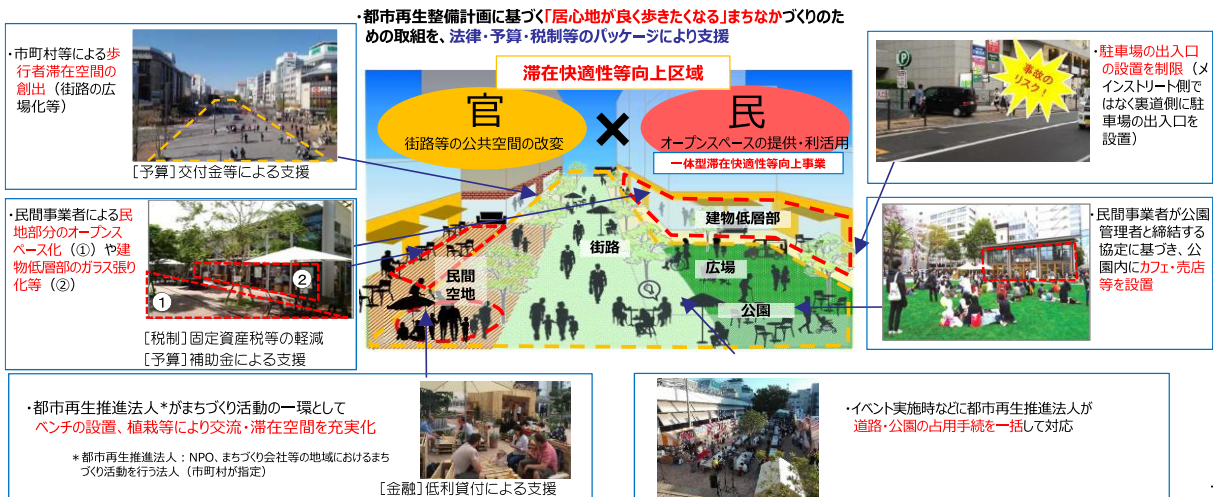 ・都市再生整備計画に基づく「居心地が良く歩きたくなる」まちなかづくりのた
めの取組を、法律・予算・税制等のパッケージにより支援
・市町村等による歩
行者滞在空間の
創出（街路の広
場化等）
［予算］交付金等による支援
・民間事業者による民
地部分のオープンス
ペース化（①）や建
物低層部のガラス張り
化等（②）
①
②
［税制］固定資産税等の軽減
［予算］補助金による支援
滞在快適性等向上区域
官
街路等の公共空間の改変
×
民
オープンスペースの提供・利活用
一体型滞在快適性等向上事業
建物低層部
街路
広場
民間
空地
公園
P
事故の
リスク！
・駐車場の出入口
の設置を制限（メ
インストリート側で
はなく裏道側に駐
車場の出入口を
設置）
・民間事業者が公園
管理者と締結する
協定に基づき、公
園内にカフェ・売店
等を設置
・都市再生推進法人*がまちづくり活動の一環として
ベンチの設置、植栽等により交流・滞在空間を充実化
*都市再生推進法人：NPO、まちづくり会社等の地域におけるまち
づくり活動を行う法人（市町村が指定）
［金融］低利貸付による支援
・イベント実施時などに都市再生推進法人が
道路・公園の占用手続を一括して対応